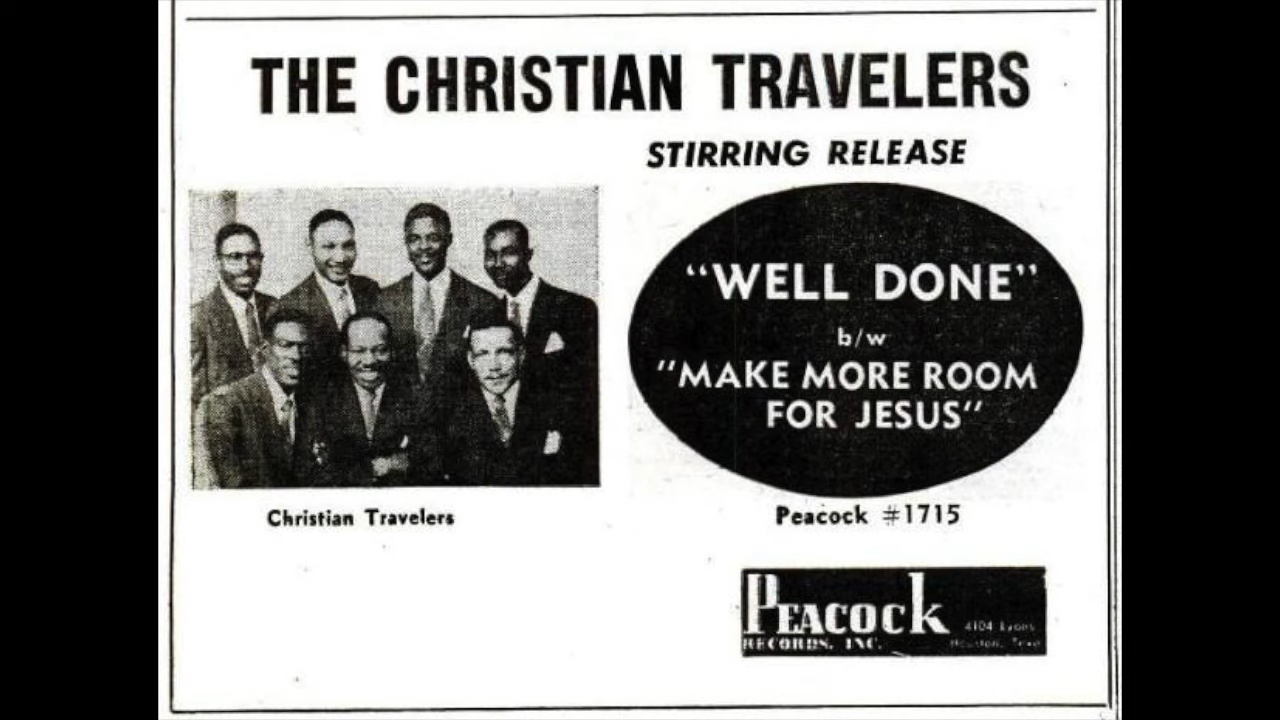 THE CHRISTIAN TRAVELERS
STIRRING RELEASE
“WELL DONE”
b/w
“MAKE MORE ROOM
FOR JESUS”
Christian Travelers
Peacock #1715
PEACOCK
RECORDS, INC.
4104 Lyons
Houston,